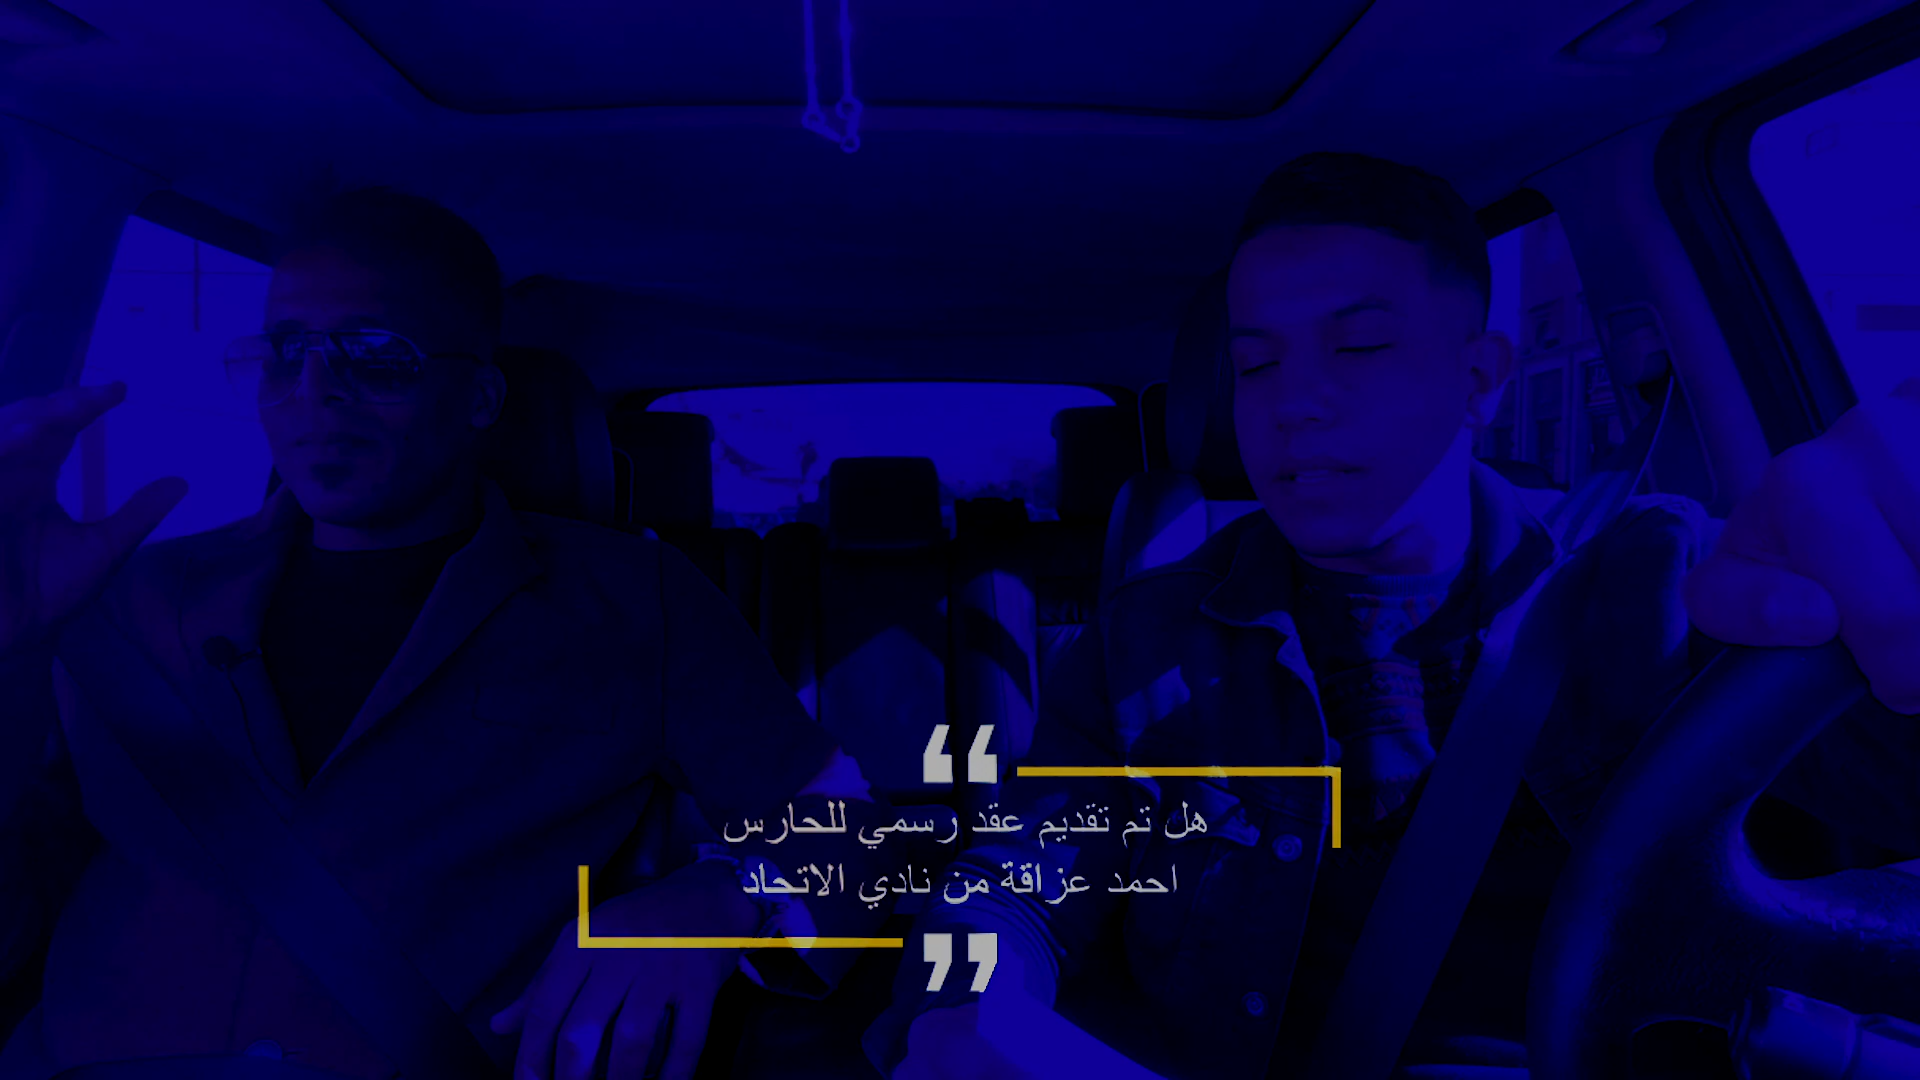 هل تم تقديم عقد رسمي للحارس
احمد عزاقة من نادي الاتحاد